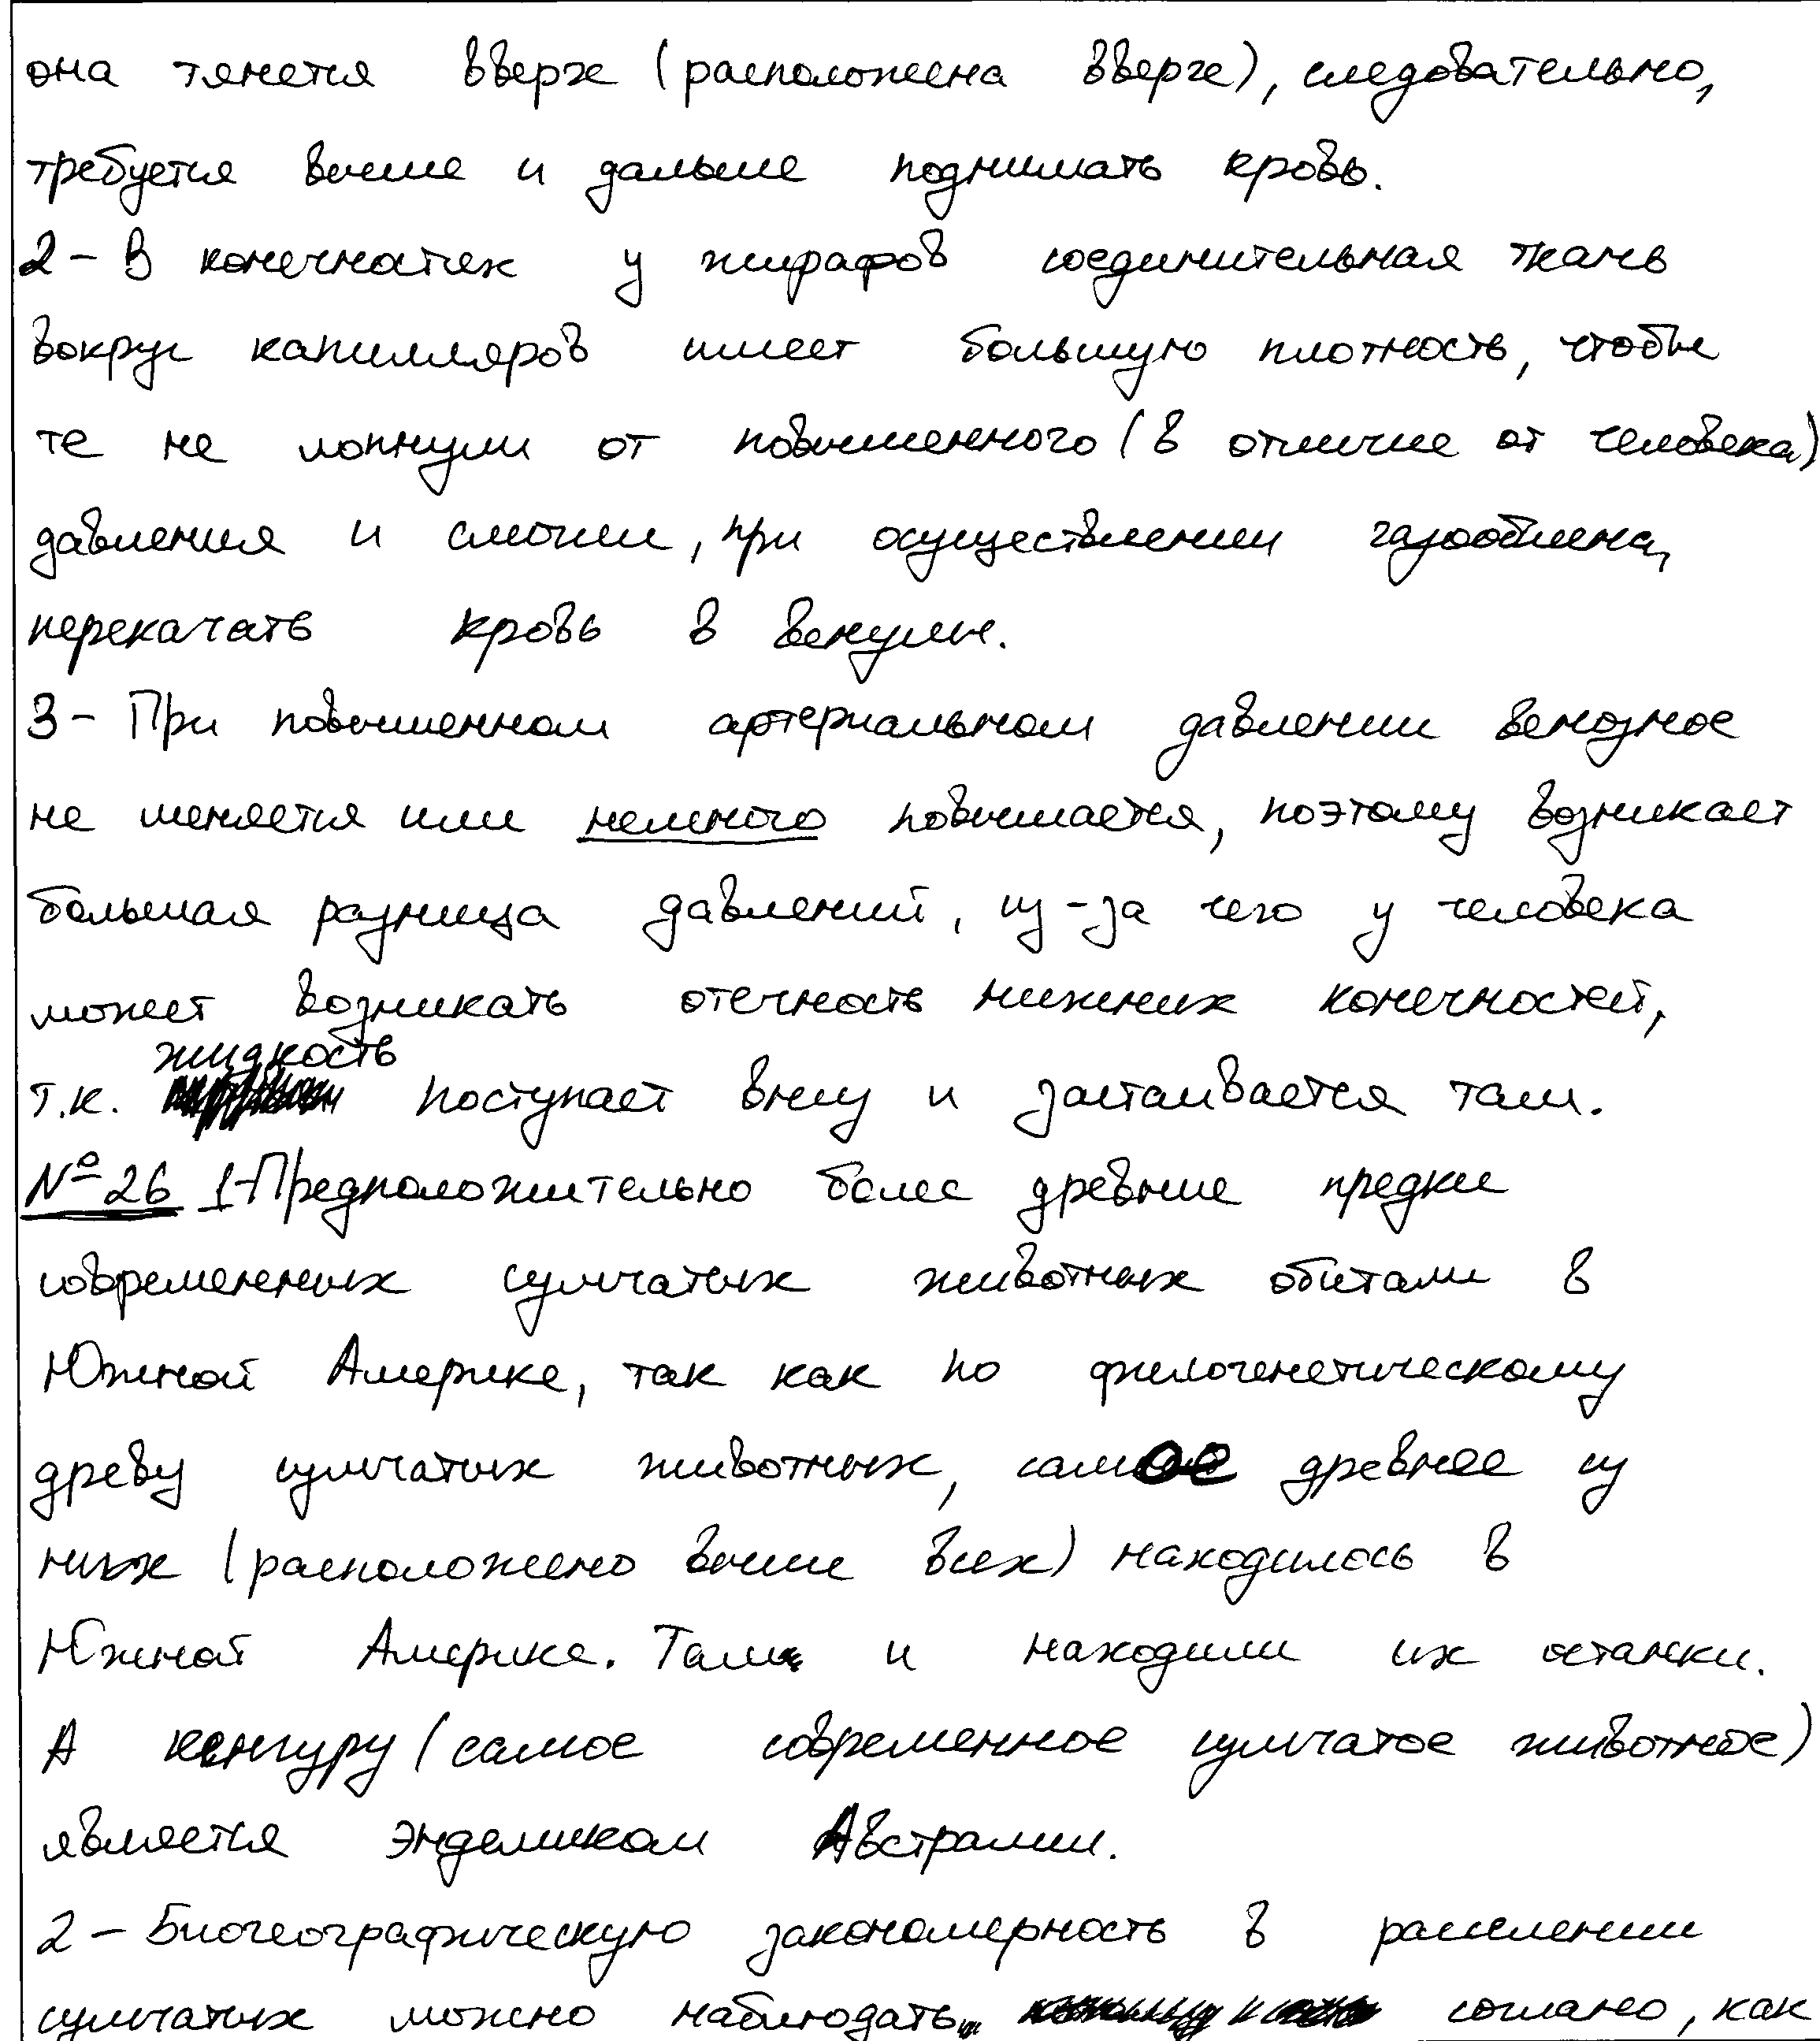 она тянется вверх (расположена вверх), следовательно,
требуется выше и дальше поднимать кровь.
2 - В конечностях у жирафов соединительная ткань
вокруг капилляров имеет большую плотность, чтобы
те не лопнули от повышенного (в отличие от человека)
давления и смогли, при осуществлении газообмена,
перекачать кровь в венулы.
3 - При повышенном артериальном давлении венозное
не меняется или немного повышается, поэтому возникает
большая разница давлений, из-за чего у человека
может возникать отечность нижних конечностей,
т.к. жидкость поступает вниз и застаивается там.
№26 1-Предположительно более древние предки
современных сумчатых животных обитали в
Южной Америке, так как по филогенетическому
древу сумчатых животных, самое древнее из
них (расположено выше всех) находилось в
Южной Америке. Там и находили их останки.
А кенгуру (самое современное сумчатое животное)
является эндемиком Австралии.
2 - Биогеографическую закономерность в расселении
сумчатых можно наблюдать согласно, как